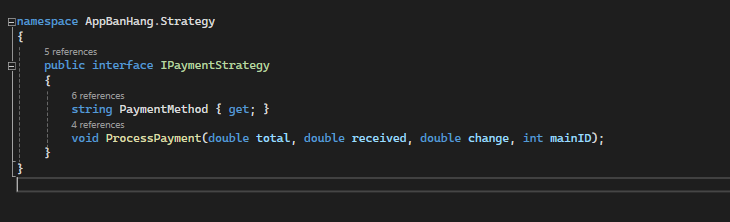 namespace AppBanHang.Strategy
{
5 references
public interface IPaymentStrategy
{
6 references
string PaymentMethod { get; }
4 references
void ProcessPayment(double total, double received, double change, int mainID);
}
}